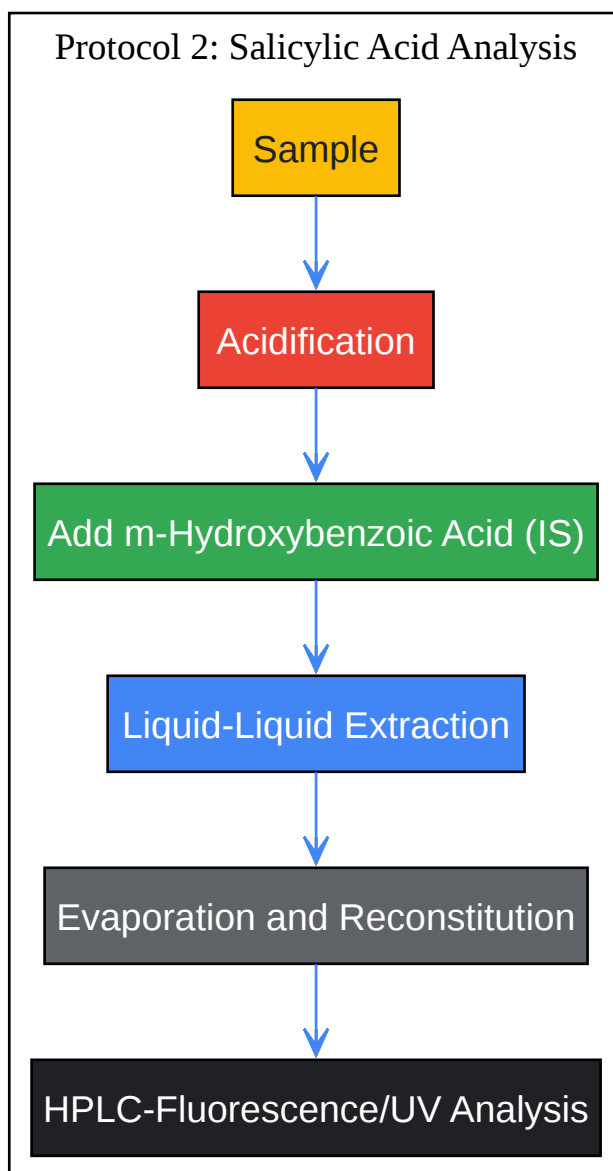 Protocol 2: Salicylic Acid Analysis
Sample
Acidification
Add m-Hydroxybenzoic Acid (IS)
Liquid-Liquid Extraction
Evaporation and Reconstitution
HPLC-Fluorescence/UV Analysis